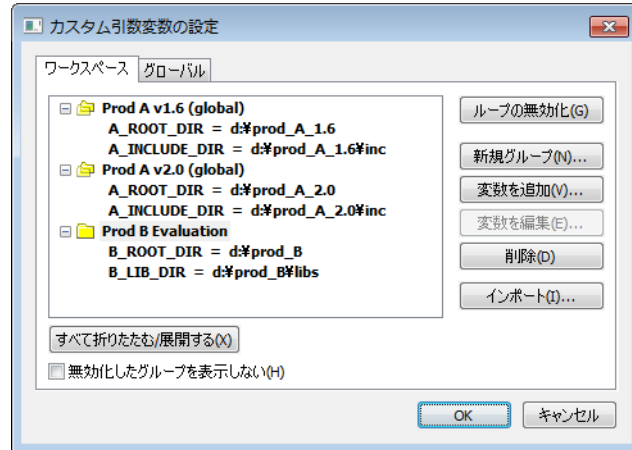 カスタム引数変数の設定
ワークスペース グローバル
Prod A v1.6 (global)
A_ROOT_DIR = d:¥prod_A_1.6
A_INCLUDE_DIR = d:¥prod_A_1.6¥inc
Prod A v2.0 (global)
A_ROOT_DIR = d:¥prod_A_2.0
A_INCLUDE_DIR = d:¥prod_A_2.0¥inc
Prod B Evaluation
B_ROOT_DIR = d:¥prod_B
B_LIB_DIR = d:¥prod_B¥libs
ループの無効化(G)
新規グループ(N)...
変数を追加(V)...
変数を編集(E)...
削除(D)
インポート(I)...
すべて折りたたむ/展開する(X)
無効化したグループを表示しない(H)
OK キャンセル